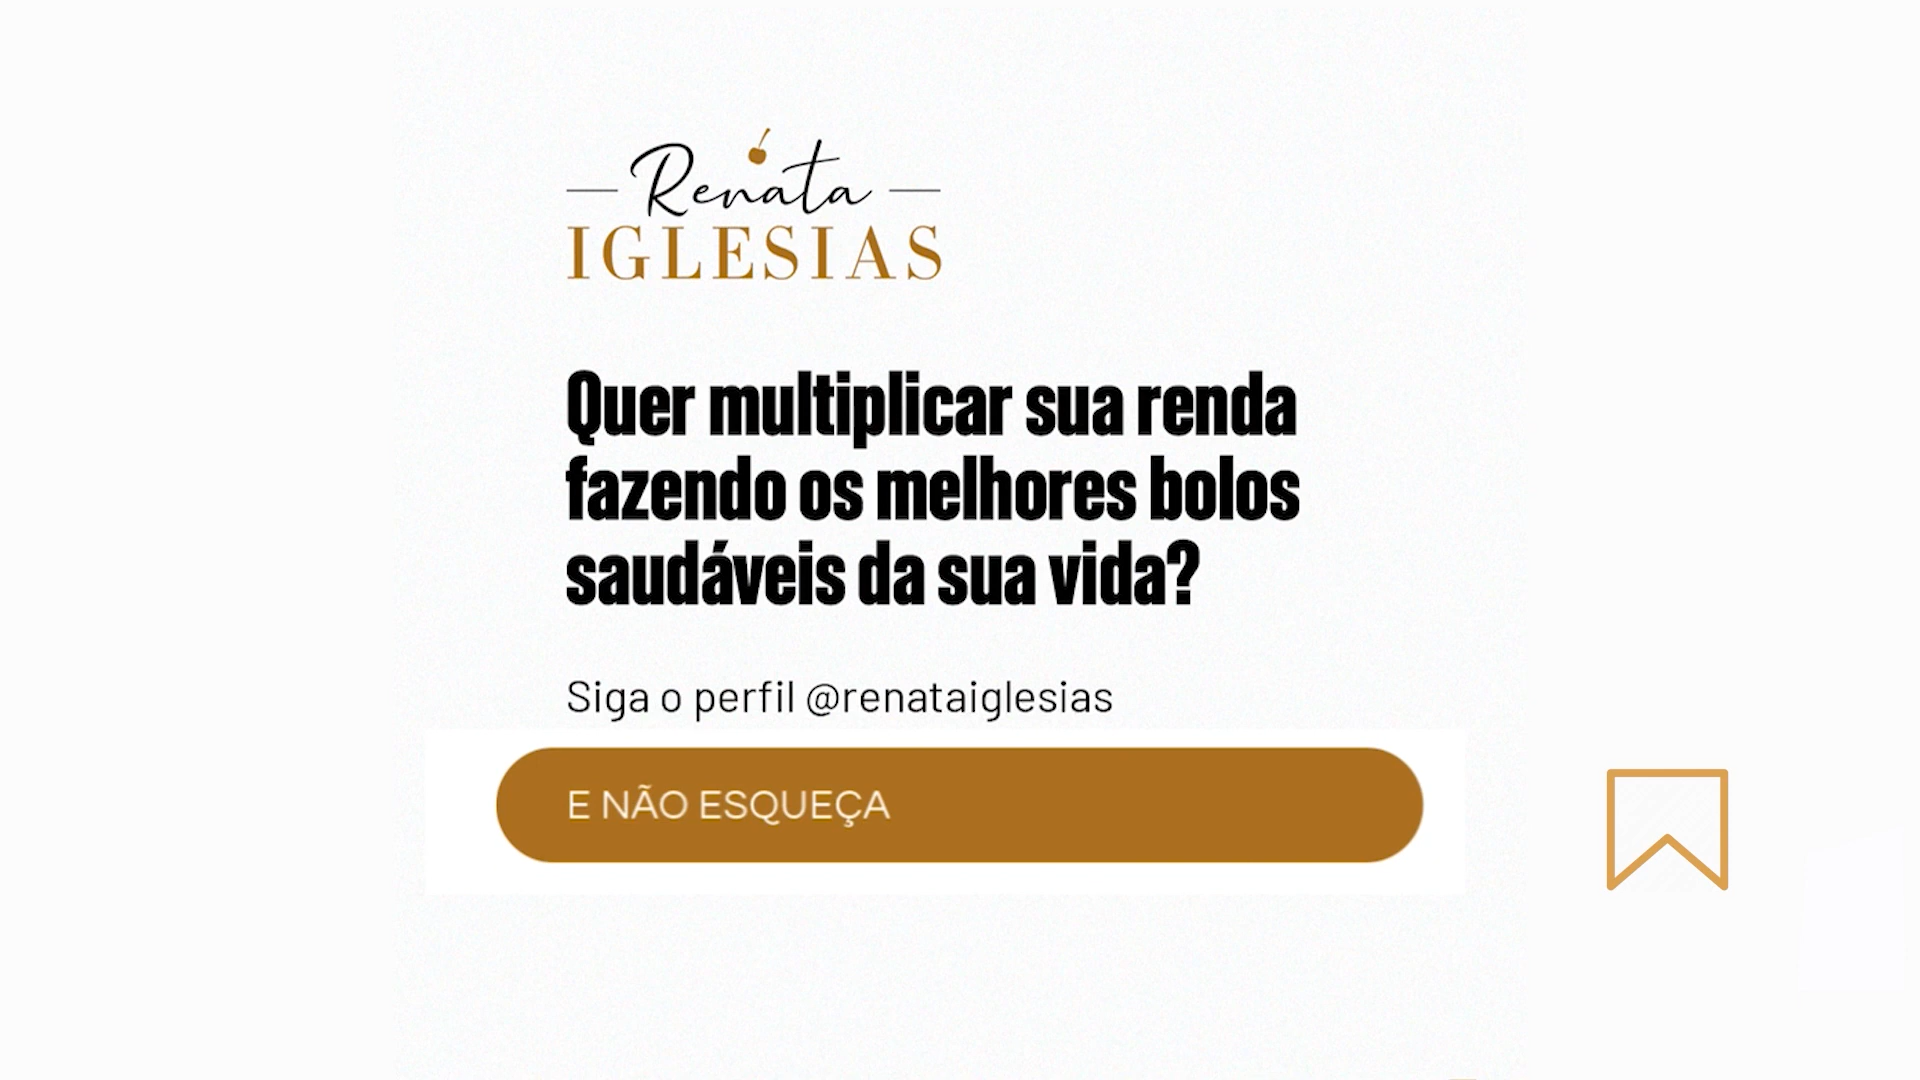 Renata
IGLESIAS
Quer multiplicar sua renda
fazendo os melhores bolos
saudáveis da sua vida?
Siga o perfil @renataiglesias
E NÃO ESQUEÇA